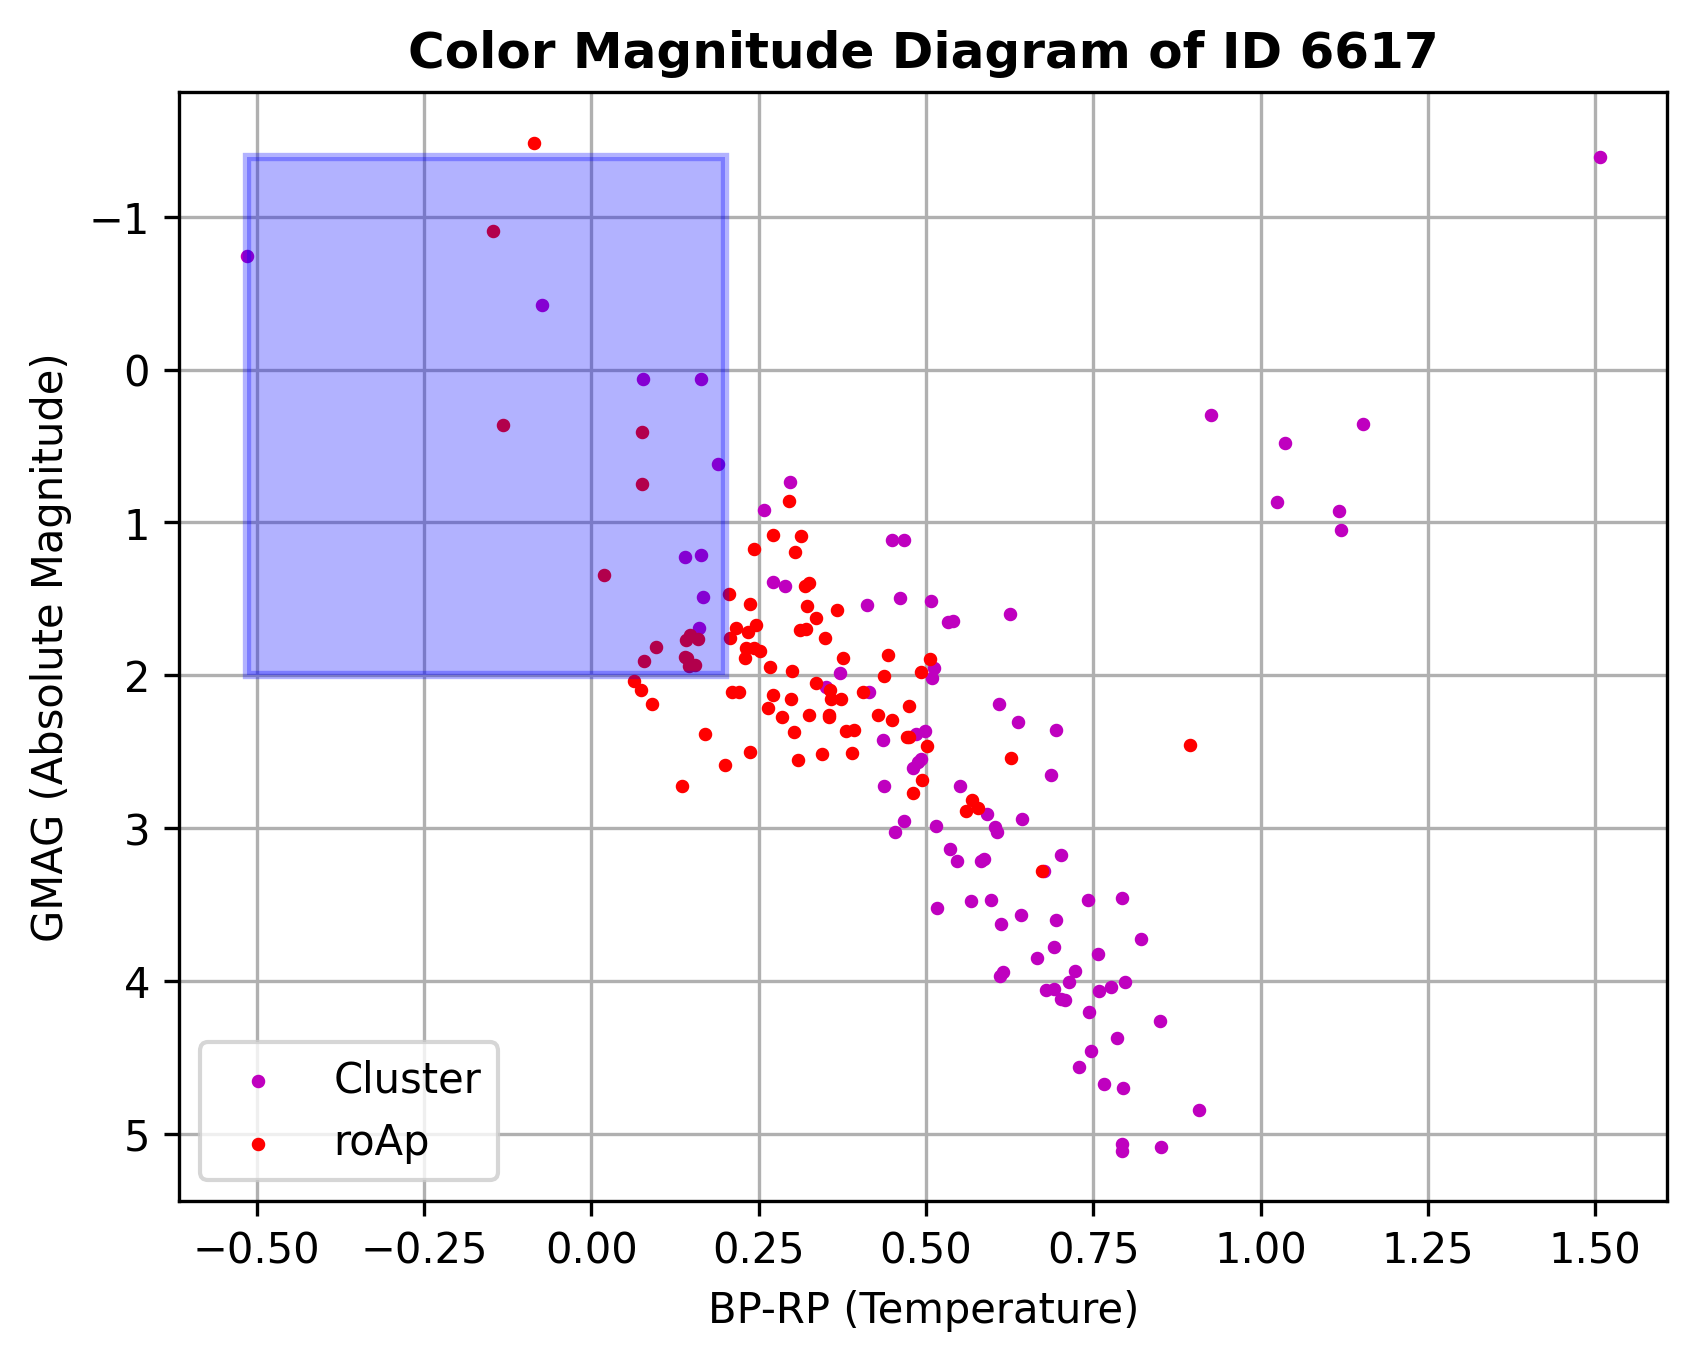 Color Magnitude Diagram of ID 6617
GMAG (Absolute Magnitude)
−1
0
1
2
3
4
5
Cluster
roAp
−0.50 −0.25 0.00 0.25 0.50 0.75 1.00 1.25 1.50
BP-RP (Temperature)